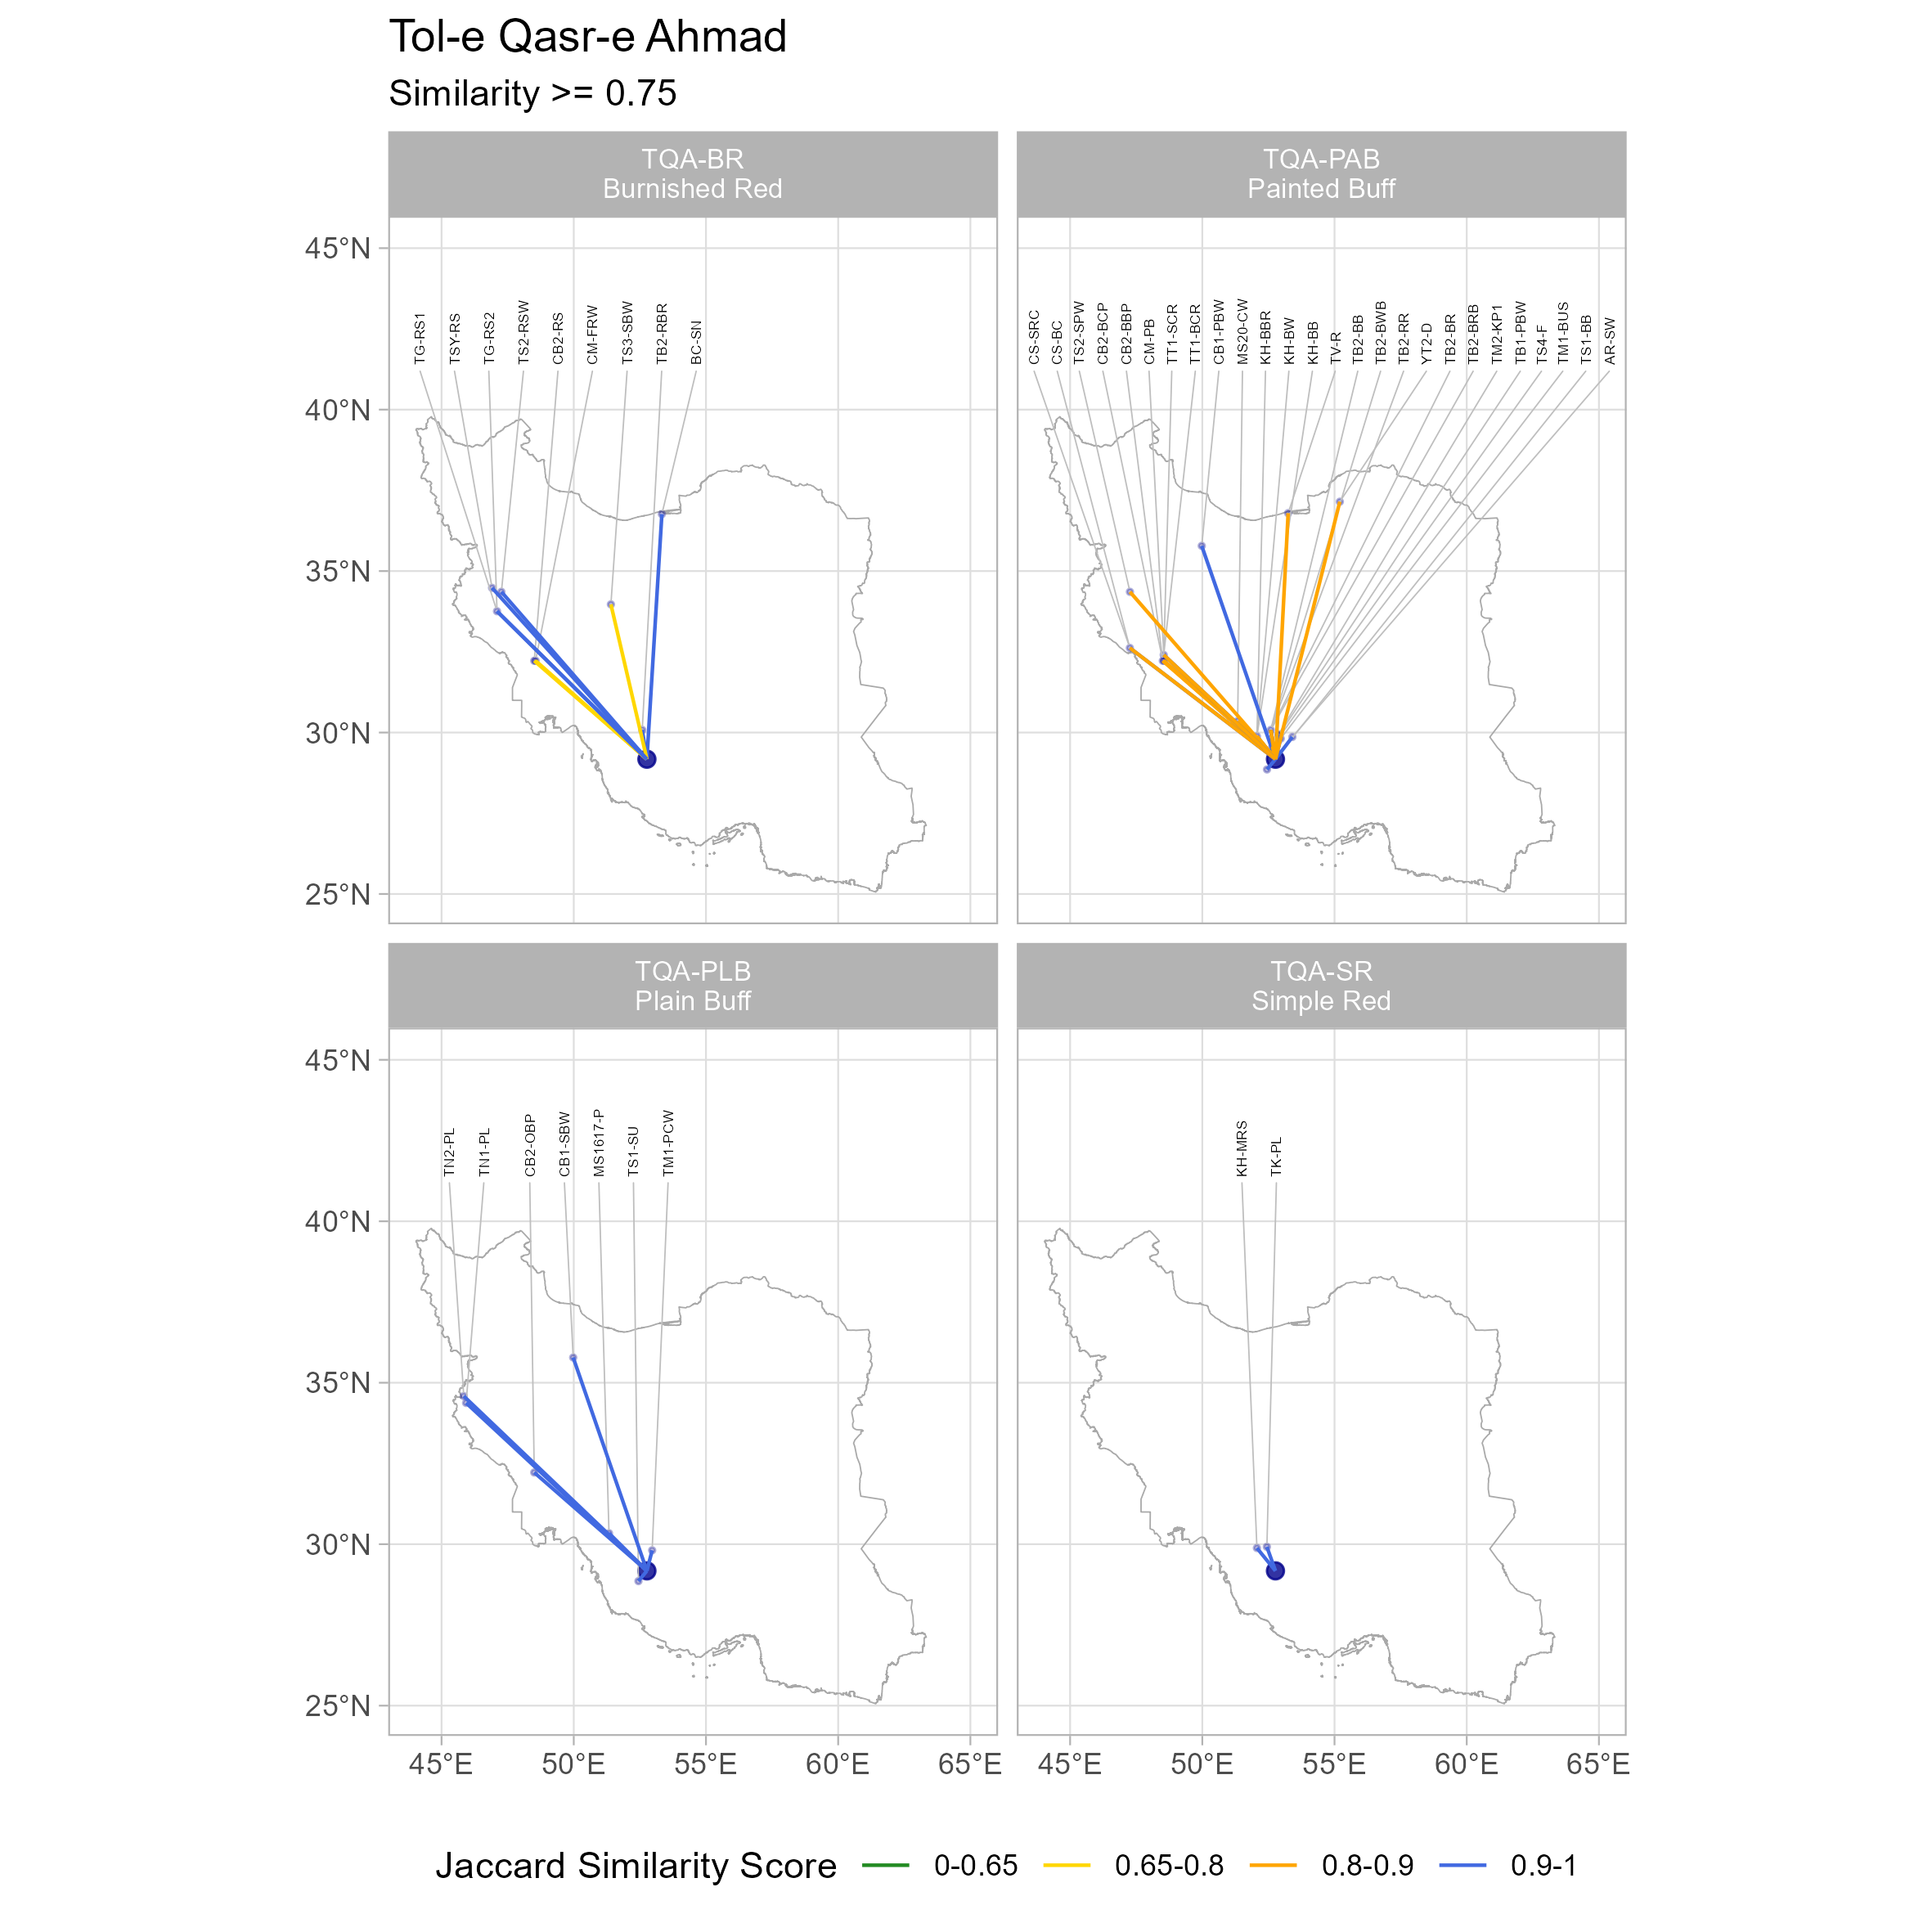 Tol-e Qasr-e Ahmad
Similarity >= 0.75
TQA-BR
Burnished Red
TQA-PAB
Painted Buff
45°N
40°N
35°N
30°N
25°N
TG-RS1
TSY-RS
TG-RS2
TS2-RSW
CB2-RS
CM-FRW
TS3-SBW
TB2-RBR
BC-SN
CS-SRC
CS-BC
TS2-SPW
CB2-BCP
CB2-BBP
CM-PB
TT1-SCR
TT1-BCR
CB1-PBW
MS20-CW
KH-BBR
KH-BW
KH-BB
TV-R
TB2-BB
TB2-BWB
TB2-RR
YT2-D
TB2-BR
TB2-BRB
TM2-KP1
TB1-PBW
TS4-F
TM1-BUS
TS1-BB
AR-SW
TQA-PLB
Plain Buff
TQA-SR
Simple Red
45°N
40°N
35°N
30°N
25°N
TN2-PL
TN1-PL
CB2-OBP
CB1-SBW
MS1617-P
TS1-SU
TM1-PCW
KH-MRS
TK-PL
45°E 50°E 55°E 60°E 65°E
45°E 50°E 55°E 60°E 65°E
Jaccard Similarity Score 0-0.65 0.65-0.8 0.8-0.9 0.9-1